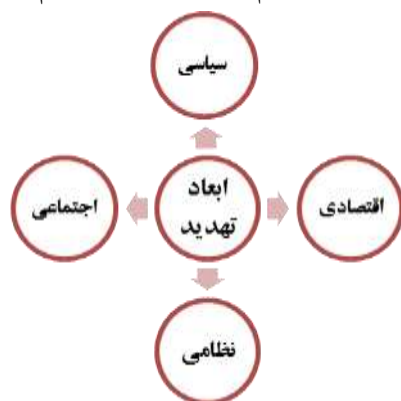 سیاسی
ابعاد
تهدید
اقتصادی
اجتماعی
نظامی